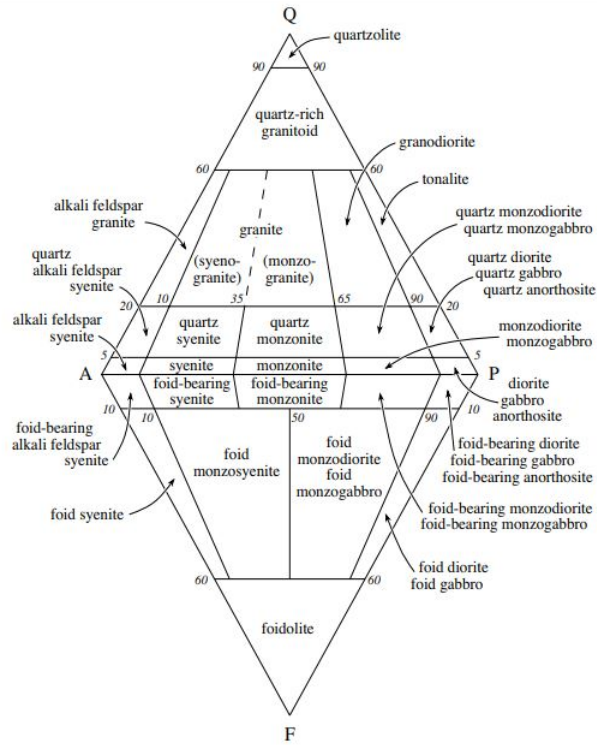 Q
quartzolite
90
90
quartz-rich
granitoid
granodiorite
60
60
tonalite
alkali feldspar
granite
granite
quartz monzodiorite
quartz monzogabbro
quartz
alkali feldspar
syenite
(syeno-
granite)
(monzo-
granite)
quartz diorite
quartz gabbro
quartz anorthosite
20
10
35
65
90
20
alkali feldspar
syenite
quartz
syenite
quartz
monzonite
monzodiorite
monzogabbro
5
5
syenite
monzonite
A
P
foid-bearing
syenite
foid-bearing
monzonite
diorite
gabbro
anorthosite
10
10
50
90
10
foid-bearing
alkali feldspar
syenite
foid
monzosyenite
foid
monzodiorite
foid
monzogabbro
foid-bearing diorite
foid-bearing gabbro
foid-bearing anorthosite
foid syenite
foid-bearing monzodiorite
foid-bearing monzogabbro
foid diorite
foid gabbro
60
60
foidolite
F